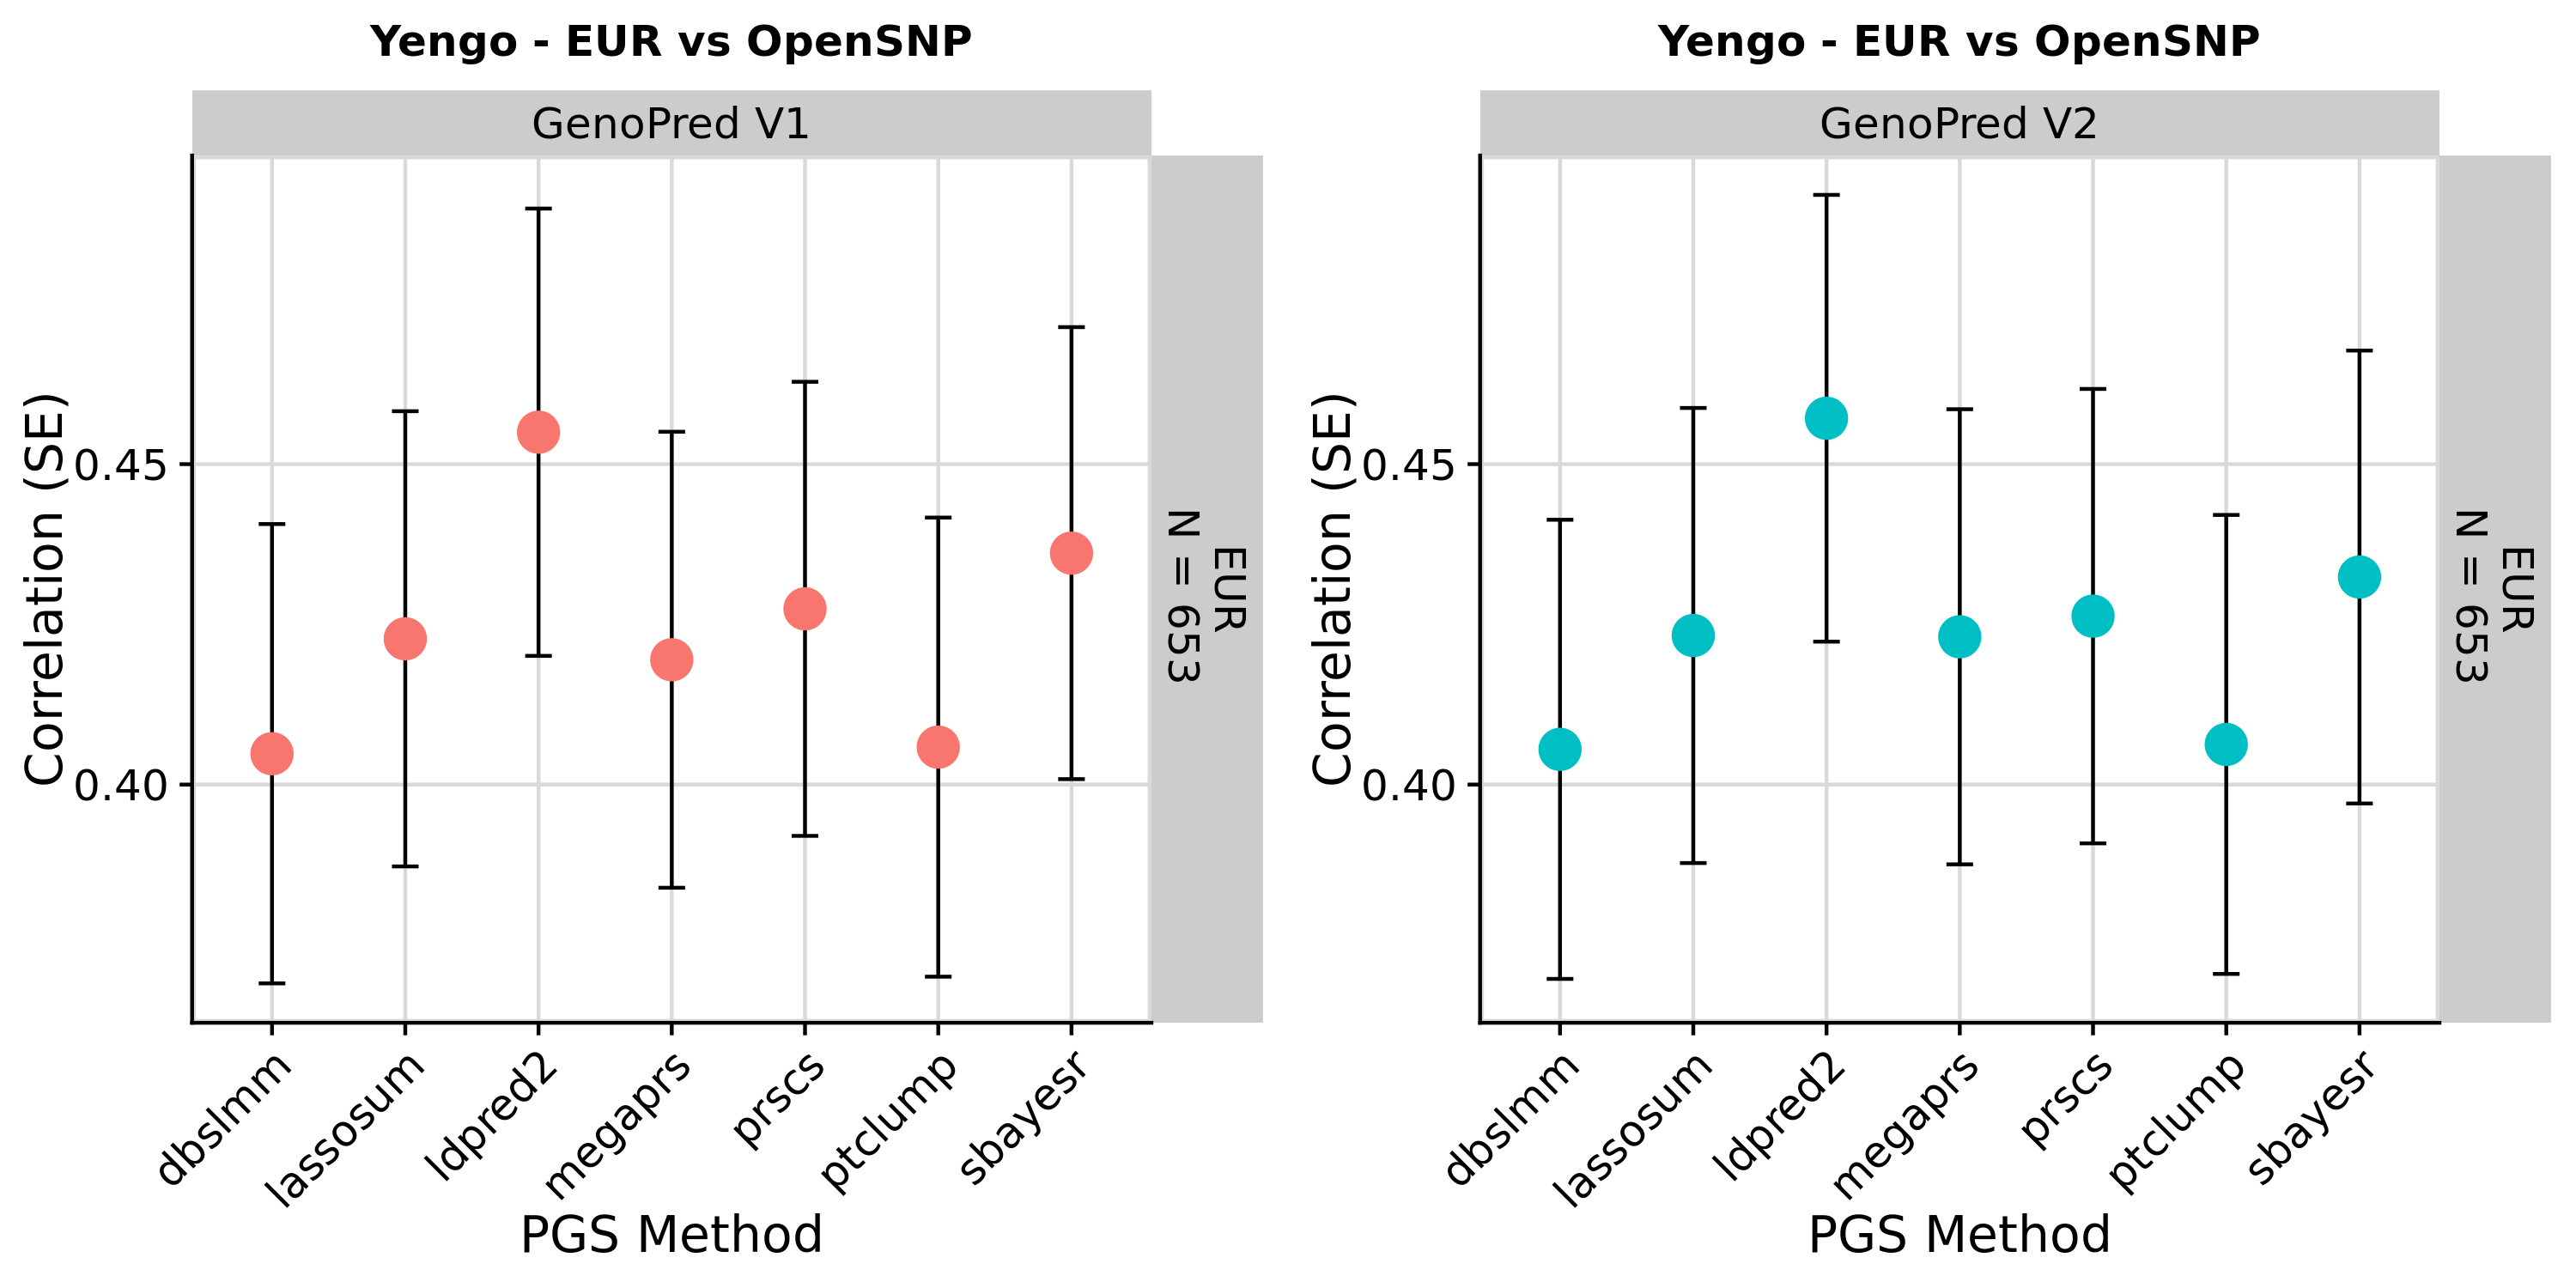 Yengo - EUR vs OpenSNP
GenoPred V1
Correlation (SE)
0.45
0.40
EUR
N = 653
dbslmm
lassosum
ldpred2
megaprs
prscs
ptclump
sbayesr
PGS Method
Yengo - EUR vs OpenSNP
GenoPred V2
Correlation (SE)
0.45
0.40
EUR
N = 653
dbslmm
lassosum
ldpred2
megaprs
prscs
ptclump
sbayesr
PGS Method